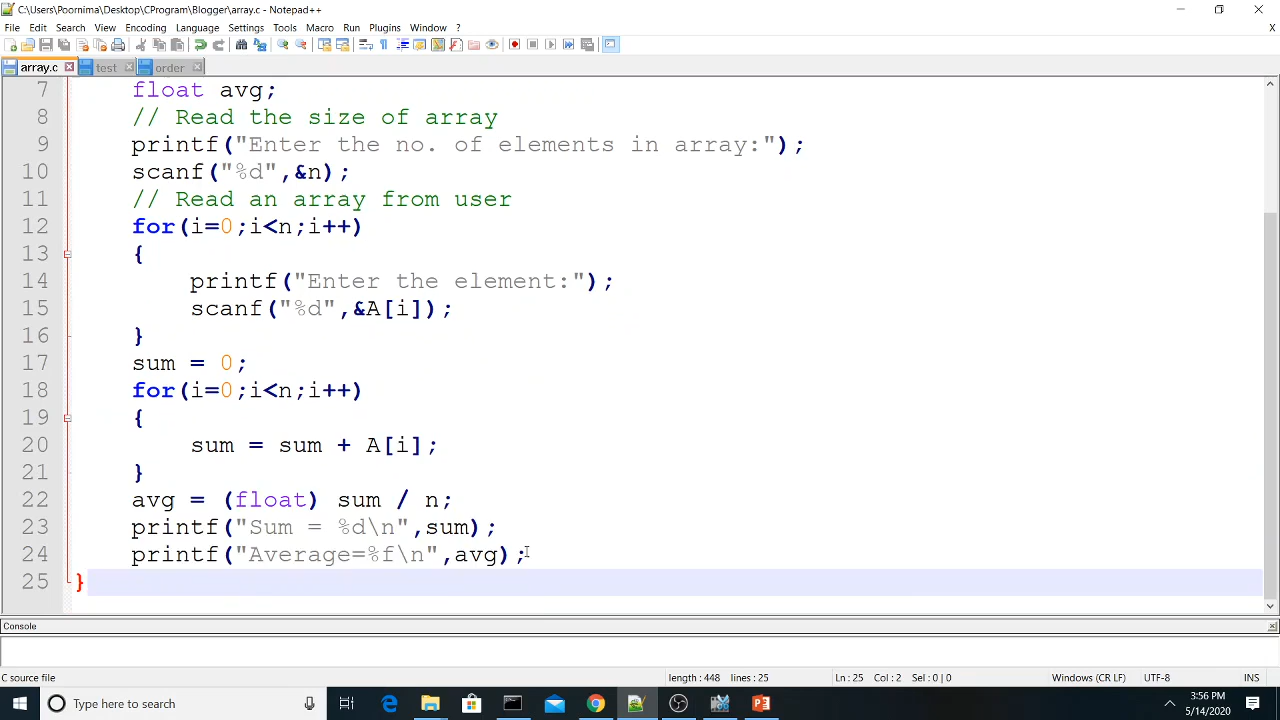 C:\Users\Poornima\Desktop\CProgram\Blogger\array.c - Notepad++
File Edit Search View Encoding Language Settings Tools Macro Run Plugins Window ? X
array.c test order
7 float avg;
8 // Read the size of array
9 printf("Enter the no. of elements in array:");
10 scanf("%d",&n);
11 // Read an array from user
12 for(i=0;i<n;i++)
13 {
14 printf("Enter the element:");
15 scanf("%d",&A[i]);
16 }
17 sum = 0;
18 for(i=0;i<n;i++)
19 {
20 sum = sum + A[i];
21 }
22 avg = (float) sum / n;
23 printf("Sum = %d\n",sum);
24 printf("Average=%f\n",avg);
25 }
Console
C source file length : 448 lines : 25 Ln : 25 Col : 2 Sel : 0 | 0 Windows (CR LF) UTF-8 INS
Type here to search 3:56 PM
5/14/2020